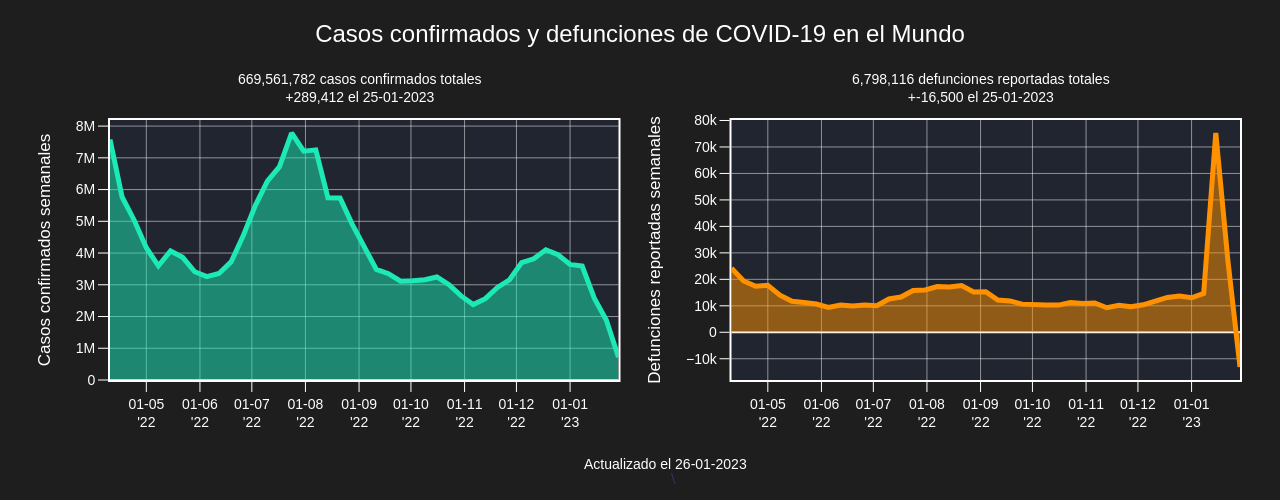 Casos confirmados y defunciones de COVID-19 en el Mundo
669,561,782 casos confirmados totales
+289,412 el 25-01-2023
Casos confirmados semanales
8M
7M
6M
5M
4M
3M
2M
1M
0
01-05 01-06 01-07 01-08 01-09 01-10 01-11 01-12 01-01
'22 '22 '22 '22 '22 '22 '22 '22 '23
6,798,116 defunciones reportadas totales
+-16,500 el 25-01-2023
Defunciones reportadas semanales
80k
70k
60k
50k
40k
30k
20k
10k
0
−10k
01-05 01-06 01-07 01-08 01-09 01-10 01-11 01-12 01-01
'22 '22 '22 '22 '22 '22 '22 '22 '23
Actualizado el 26-01-2023
\